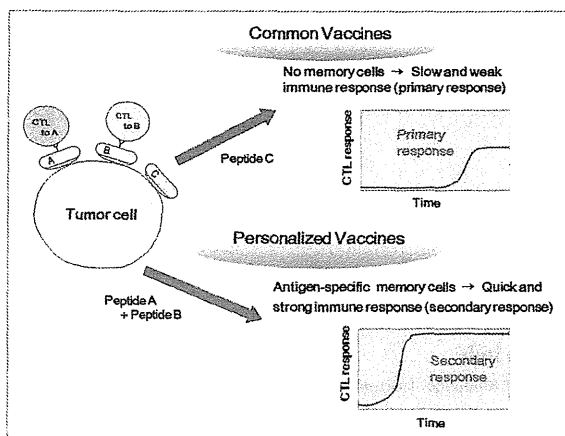 Common Vaccines
No memory cells → Slow and weak
immune response (primary response)
CTL
to A
CTL
to B
A
B
C
Peptide C
Primary
response
CTL response
Time
Tumor cell
Personalized Vaccines
Peptide A
+ Peptide B
Antigen-specific memory cells → Quick and
strong immune response (secondary response)
Secondary
response
CTL response
Time